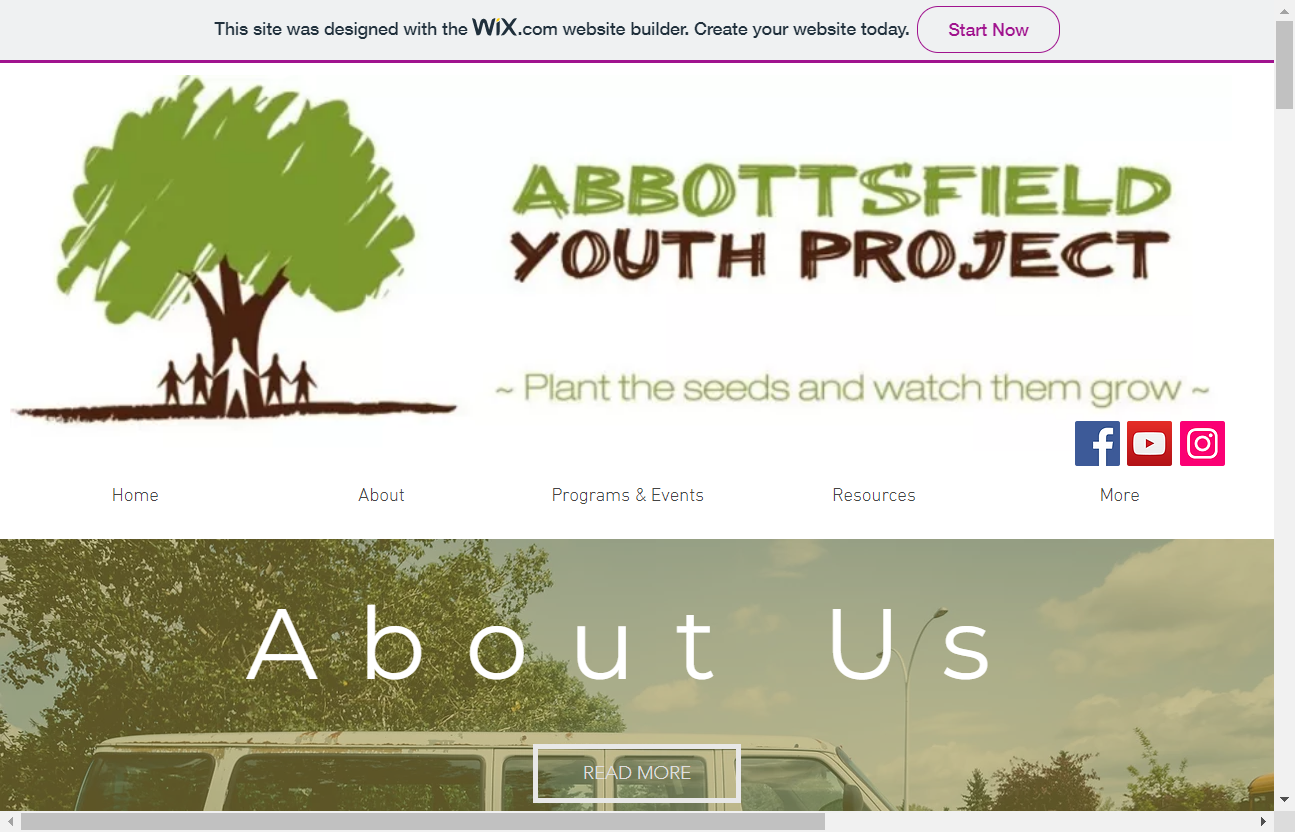 This site was designed with the WiX.com website builder. Create your website today. Start Now
ABBOTTSFIELD
YOUTH PROJECT
~ Plant the seeds and watch them grow ~
Home About Programs & Events Resources More
About Us
READ MORE